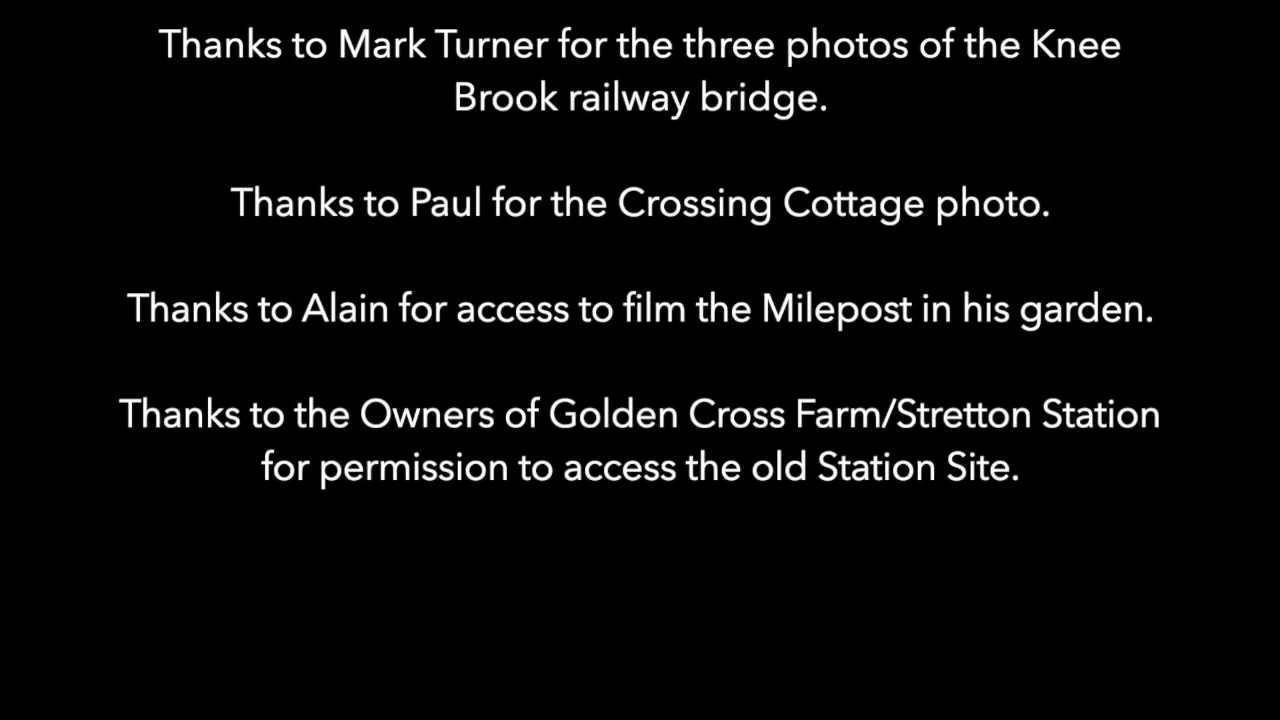 Thanks to Mark Turner for the three photos of the Knee
Brook railway bridge.
Thanks to Paul for the Crossing Cottage photo.
Thanks to Alain for access to film the Milepost in his garden.
Thanks to the Owners of Golden Cross Farm/Stretton Station
for permission to access the old Station Site.